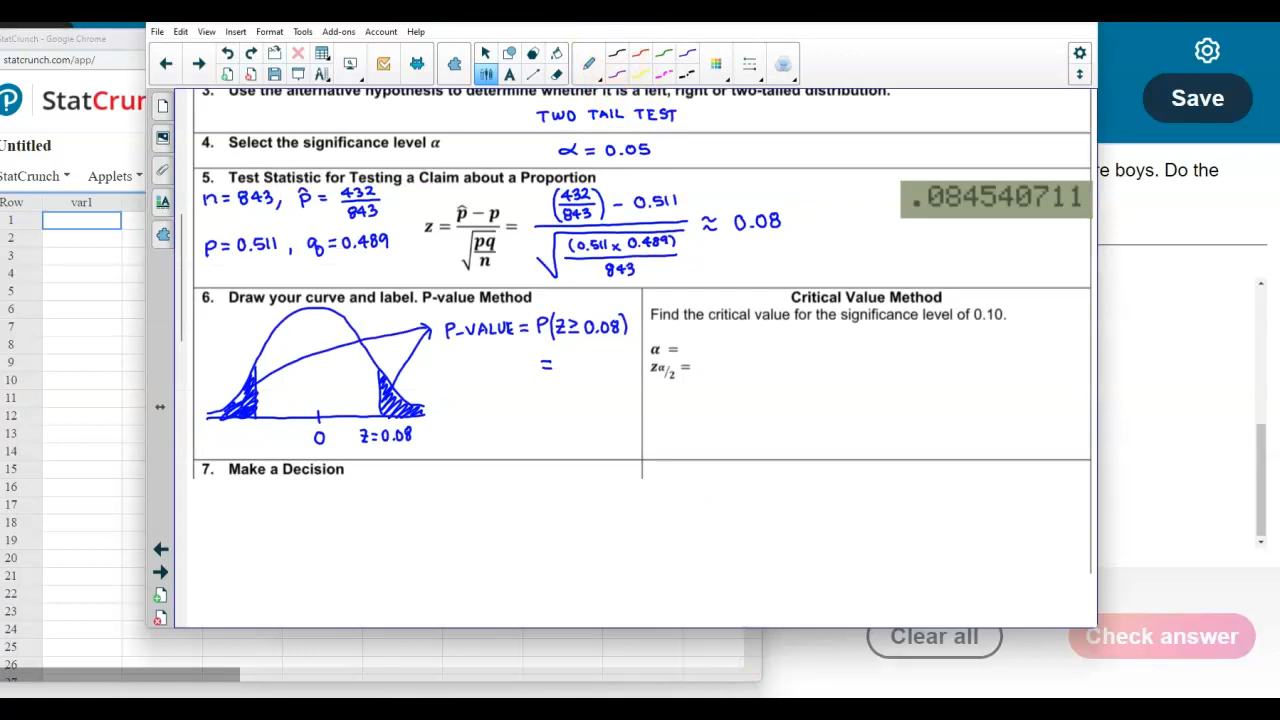 StatCrunch - Google Chrome
statcrunch.com/app/
StatCru
Untitled
StatCrunch
Applets
Row
var1
1
2
3
4
5
6
7
8
9
10
11
12
13
14
15
16
17
18
19
20
21
22
23
24
25
26
File Edit View Insert Format Tools Add-ons Account Help
3. Use the alternative hypothesis to determine whether it is a left, right or two-tailed distribution.
TWO TAIL TEST
4. Select the significance level α
α = 0.05
5. Test Statistic for Testing a Claim about a Proportion
n = 843, p̂ = 432/843
p = 0.511, q = 0.489
z = (p̂ − p)/√(pq/n) = ((432/843) − 0.511)/√((0.511 x 0.489)/843) ≈ 0.08
.084540711
6. Draw your curve and label. P-value Method
P-VALUE = P(Z ≥ 0.08)
=
0
Z = 0.08
Critical Value Method
Find the critical value for the significance level of 0.10.
α =
zα/2 =
7. Make a Decision
Save
re boys. Do the
Clear all
Check answer